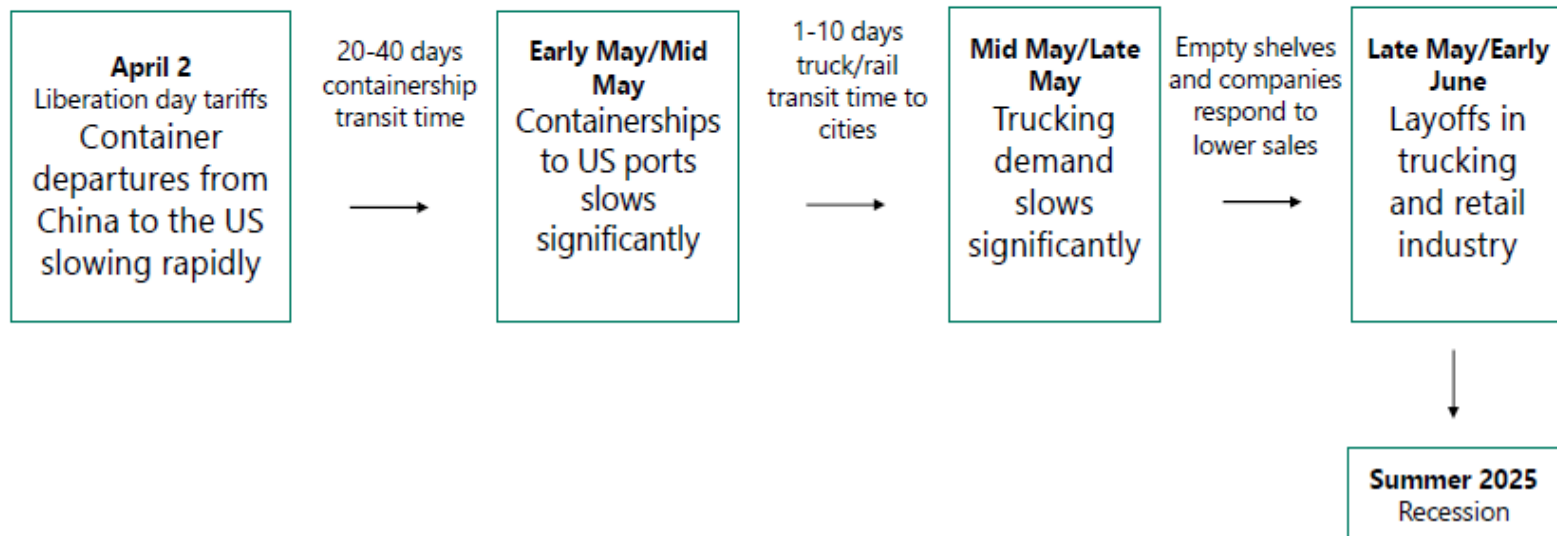 April 2
Liberation day tariffs
Container
departures from
China to the US
slowing rapidly
20-40 days
containership
transit time
Early May/Mid
May
Containerships
to US ports
slows
significantly
1-10 days
truck/rail
transit time to
cities
Mid May/Late
May
Trucking
demand
slows
significantly
Empty shelves
and companies
respond to
lower sales
Late May/Early
June
Layoffs in
trucking
and retail
industry
Summer 2025
Recession